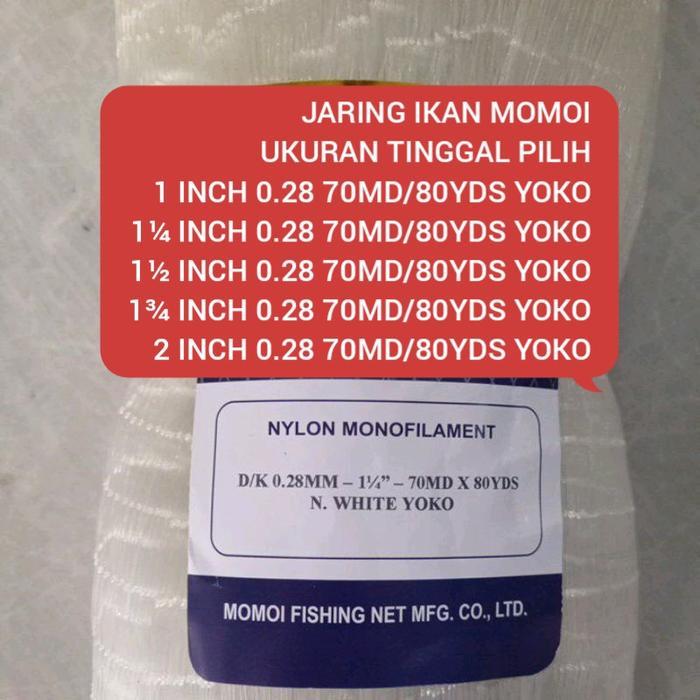 JARING IKAN MOMOI
UKURAN TINGGAL PILIH
1 INCH 0.28 70MD/80YDS YOKO
1¼ INCH 0.28 70MD/80YDS YOKO
1½ INCH 0.28 70MD/80YDS YOKO
1¾ INCH 0.28 70MD/80YDS YOKO
2 INCH 0.28 70MD/80YDS YOKO
NYLON MONOFILAMENT
D/K 0.28MM – 1¼” – 70MD X 80YDS
N. WHITE YOKO
MOMOI FISHING NET MFG. CO., LTD.